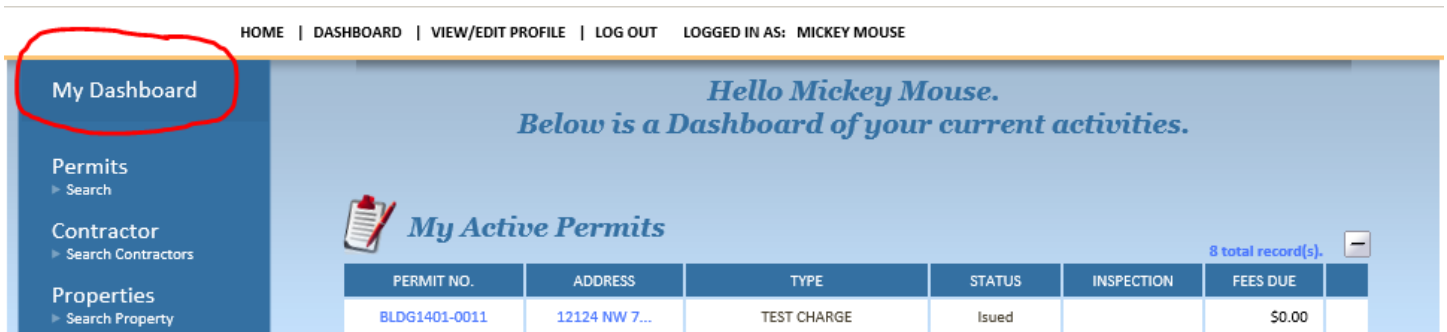 HOME | DASHBOARD | VIEW/EDIT PROFILE | LOG OUT LOGGED IN AS: MICKEY MOUSE
My Dashboard
Permits
Search
Contractor
Search Contractors
Properties
Search Property
Hello Mickey Mouse.
Below is a Dashboard of your current activities.
My Active Permits
8 total record(s).
PERMIT NO. ADDRESS TYPE STATUS INSPECTION FEES DUE
BLDG1401-0011 12124 NW 7... TEST CHARGE Isued $0.00